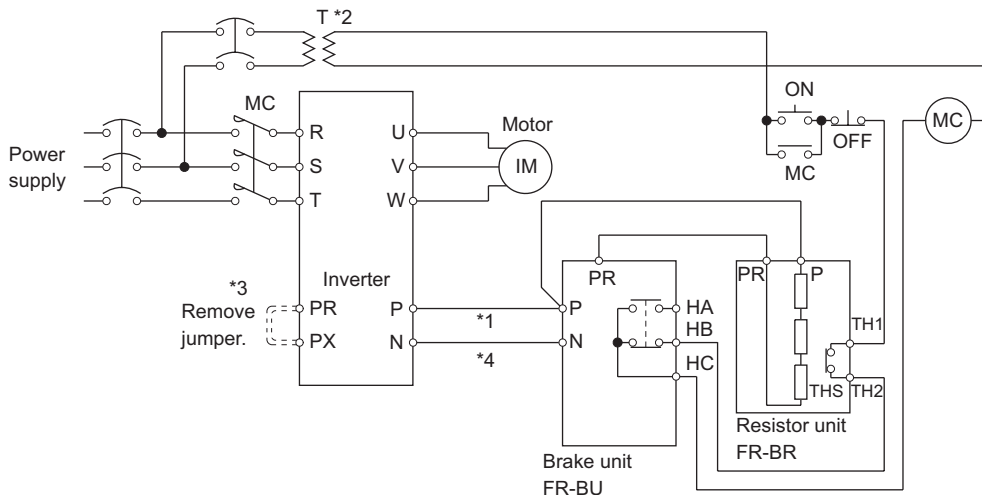 T *2
MC
ON
MC
Power
supply
R
U
Motor
OFF
S
V
IM
MC
T
W
PR
PR
P
*3
Remove
jumper.
Inverter
PR
P
*1
P
HA
TH1
PX
N
*4
N
HB
HC
THS
TH2
Resistor unit
FR-BR
Brake unit
FR-BU